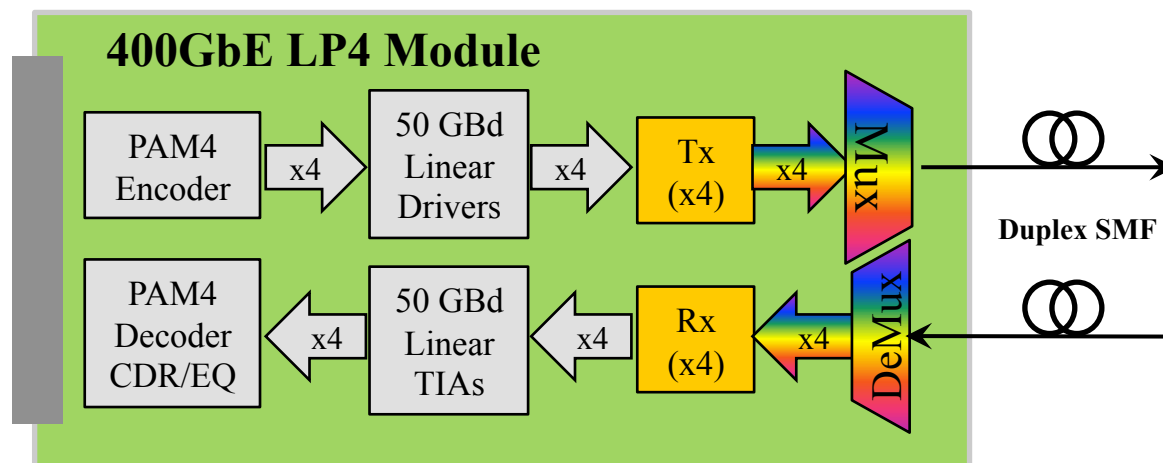 400GbE LP4 Module
PAM4
Encoder
x4
50 GBd
Linear
Drivers
x4
Tx
(x4)
x4
Mux
Duplex SMF
PAM4
Decoder
CDR/EQ
x4
50 GBd
Linear
TIAs
x4
Rx
(x4)
x4
DeMux